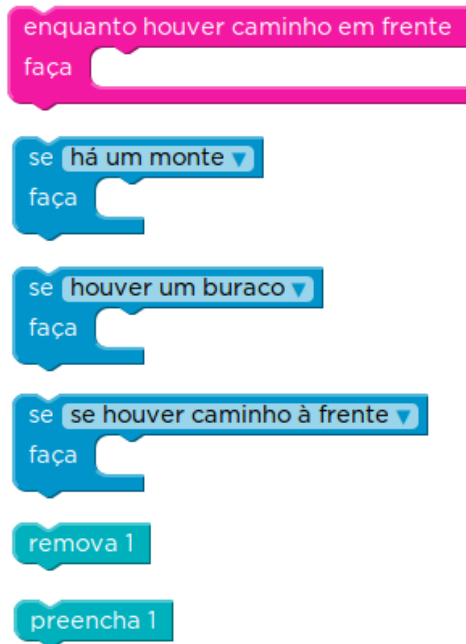 enquanto houver caminho em frente
faça
se há um monte
faça
se houver um buraco
faça
se se houver caminho à frente
faça
remova 1
preencha 1